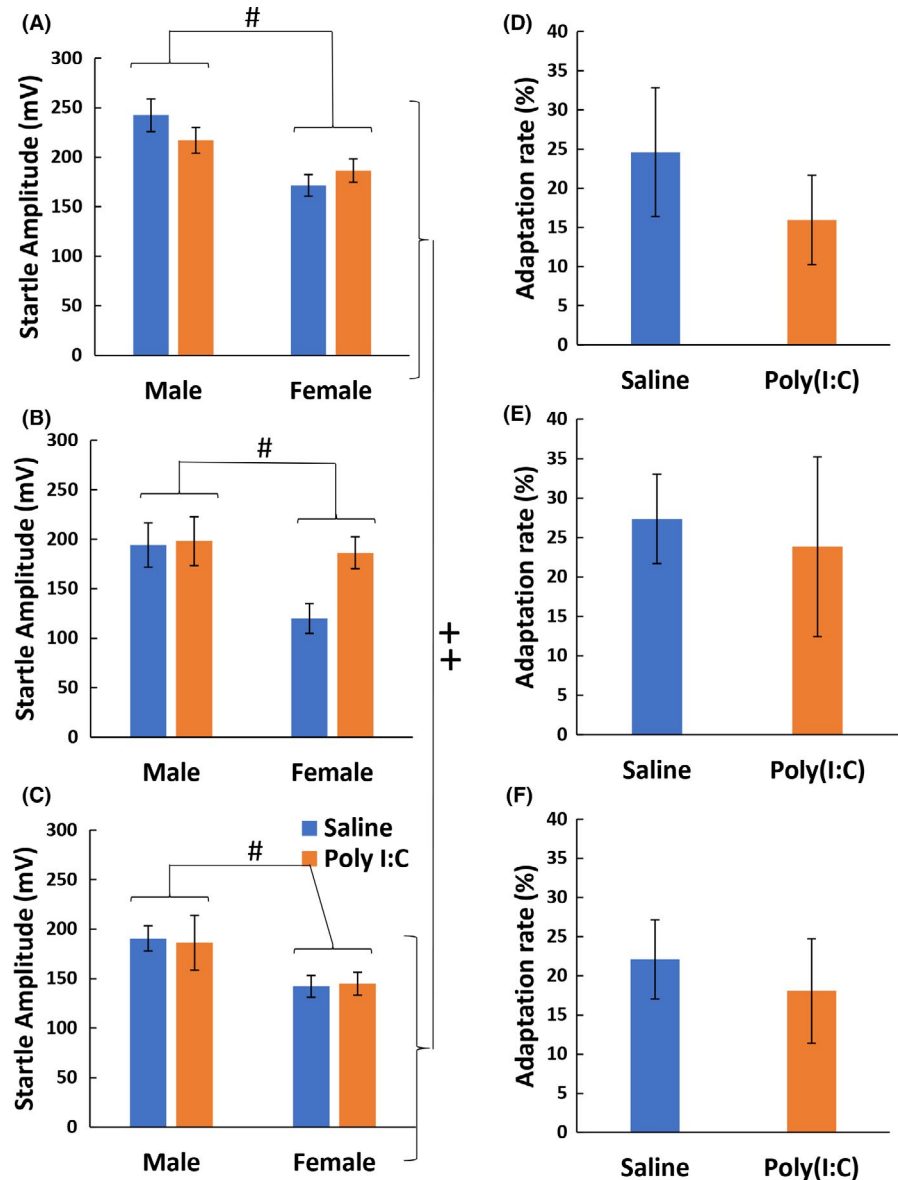 (A)
#
Startle Amplitude (mV)
300
250
200
150
100
50
0
Male Female
(B)
#
Startle Amplitude (mV)
300
250
200
150
100
50
0
Male Female
(C)
#
Saline
Poly I:C
Startle Amplitude (mV)
300
250
200
150
100
50
0
Male Female
++
(D)
Adaptation rate (%)
40
35
30
25
20
15
10
5
0
Saline Poly(I:C)
(E)
Adaptation rate (%)
40
35
30
25
20
15
10
5
0
Saline Poly(I:C)
(F)
Adaptation rate (%)
40
35
30
25
20
15
10
5
0
Saline Poly(I:C)